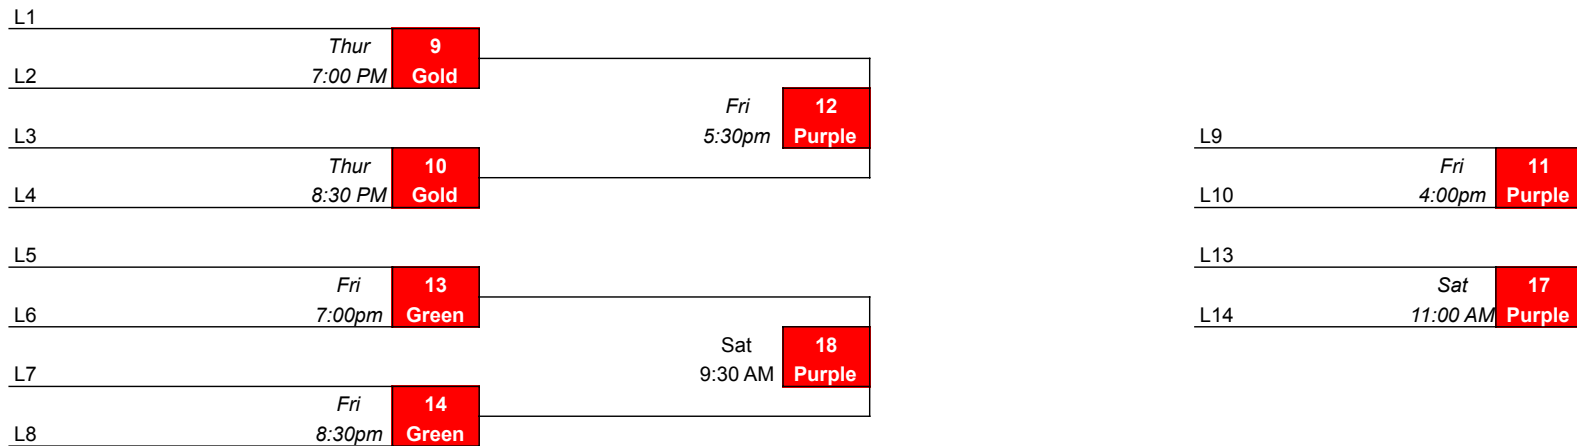 L1
Thur 9
L2 7:00 PM Gold
Fri 12
L3 5:30pm Purple L9
Thur 10 Fri 11
L4 8:30 PM Gold L10 4:00pm Purple
L5 L13
Fri 13 Sat 17
L6 7:00pm Green L14 11:00 AM Purple
Sat 18
L7 9:30 AM Purple
Fri 14
L8 8:30pm Green